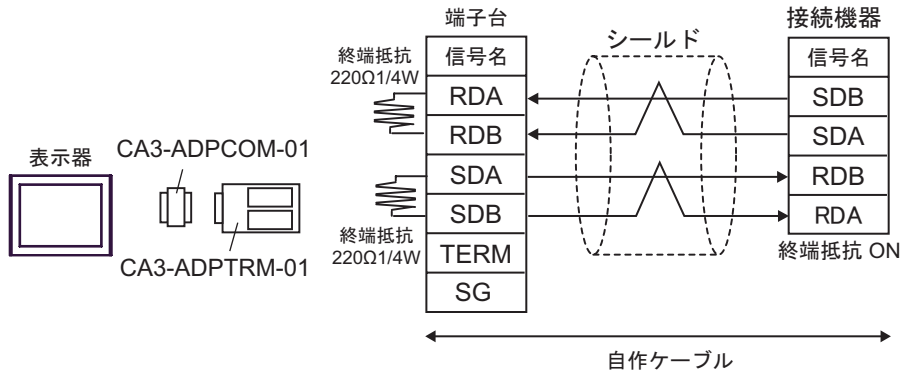 表示器
CA3-ADPCOM-01
CA3-ADPTRM-01
終端抵抗
220Ω1/4W
終端抵抗
220Ω1/4W
端子台
信号名
RDA
RDB
SDA
SDB
TERM
SG
シールド
接続機器
信号名
SDB
SDA
RDB
RDA
終端抵抗 ON
自作ケーブル